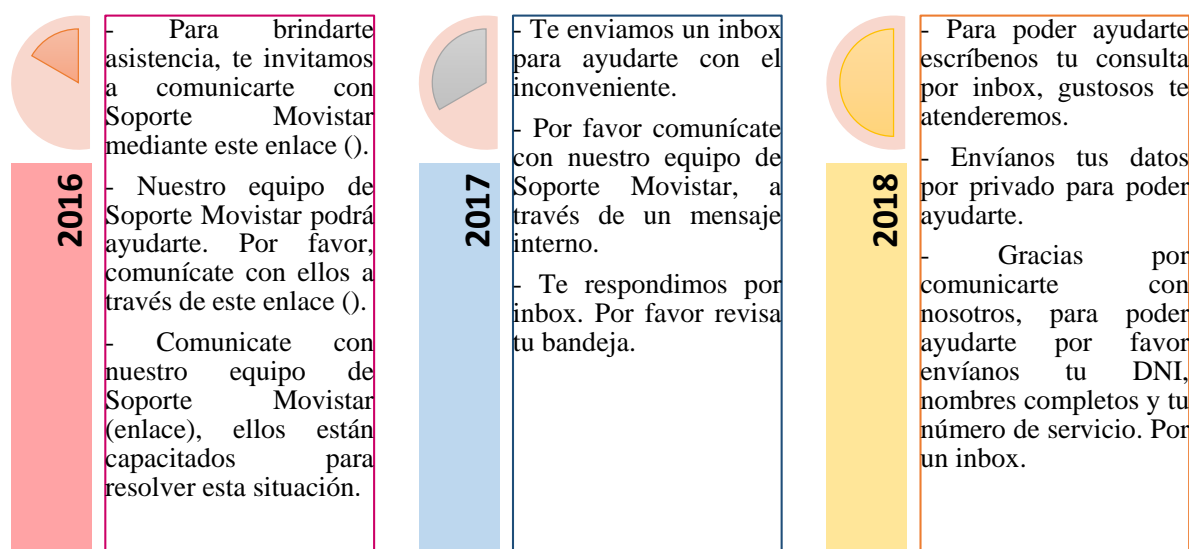 2016
- Para brindarte
asistencia, te invitamos
a comunicarte con
Soporte Movistar
mediante este enlace ().
- Nuestro equipo de
Soporte Movistar podrá
ayudarte. Por favor,
comunícate con ellos a
través de este enlace ().
- Comunicate con
nuestro equipo de
Soporte Movistar
(enlace), ellos están
capacitados para
resolver esta situación.
2017
- Te enviamos un inbox
para ayudarte con el
inconveniente.
- Por favor comunícate
con nuestro equipo de
Soporte Movistar, a
través de un mensaje
interno.
- Te respondimos por
inbox. Por favor revisa
tu bandeja.
2018
- Para poder ayudarte
escríbenos tu consulta
por inbox, gustosos te
atenderemos.
- Envíanos tus datos
por privado para poder
ayudarte.
- Gracias por
comunicarte con
nosotros, para poder
ayudarte por favor
envíanos tu DNI,
nombres completos y tu
número de servicio. Por
un inbox.